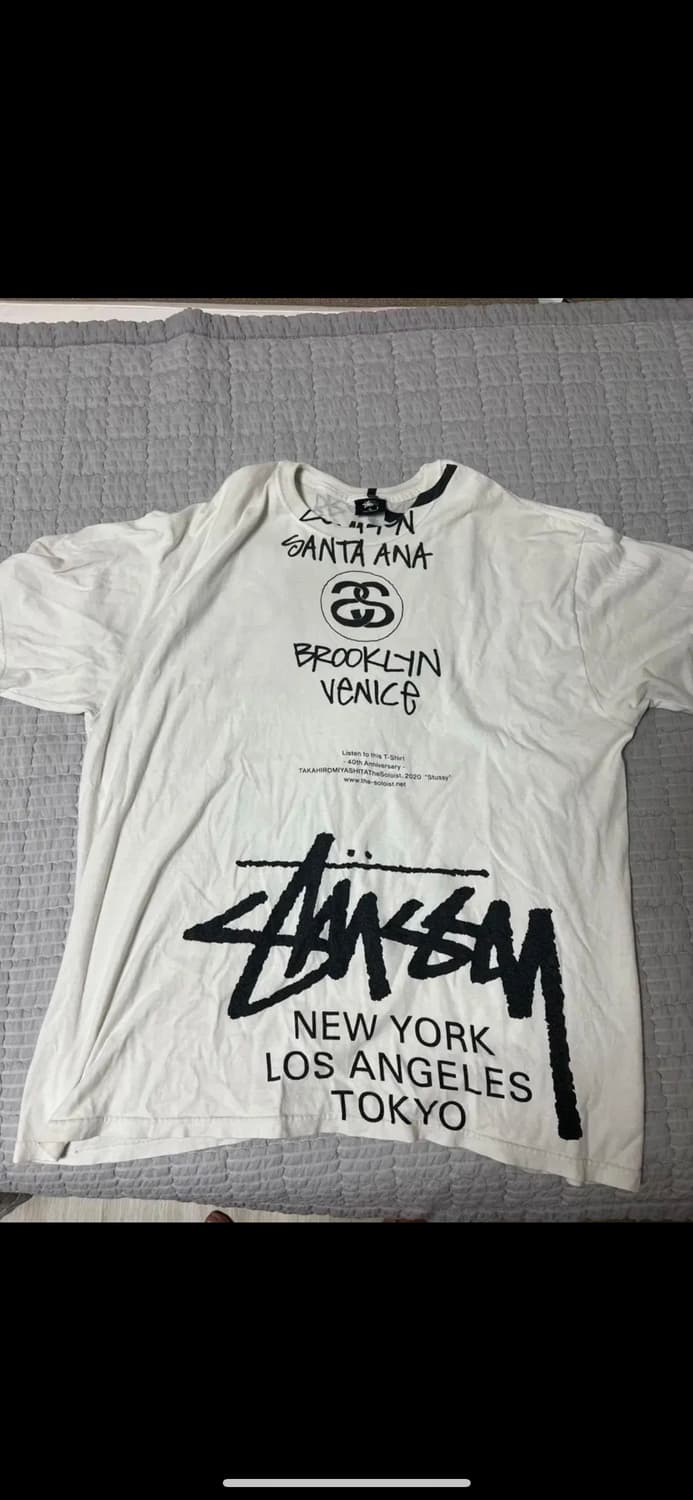 SANTA ANA
BROOKLYN
VENICE
Listen to this T-Shirt
- 40th Anniversary -
TAKAHIROMIYASHITATheSoloist. 2020 "Stussy"
www.the-soloist.net
STÜSSY
NEW YORK
LOS ANGELES
TOKYO